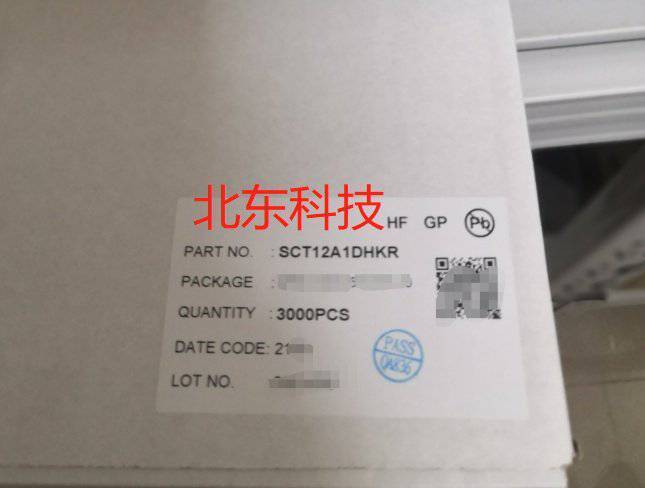 北东科技
HF GP Pb
PART NO. : SCT12A1DHKR
PACKAGE :
QUANTITY : 3000PCS
DATE CODE: 21
LOT NO. :
PASS